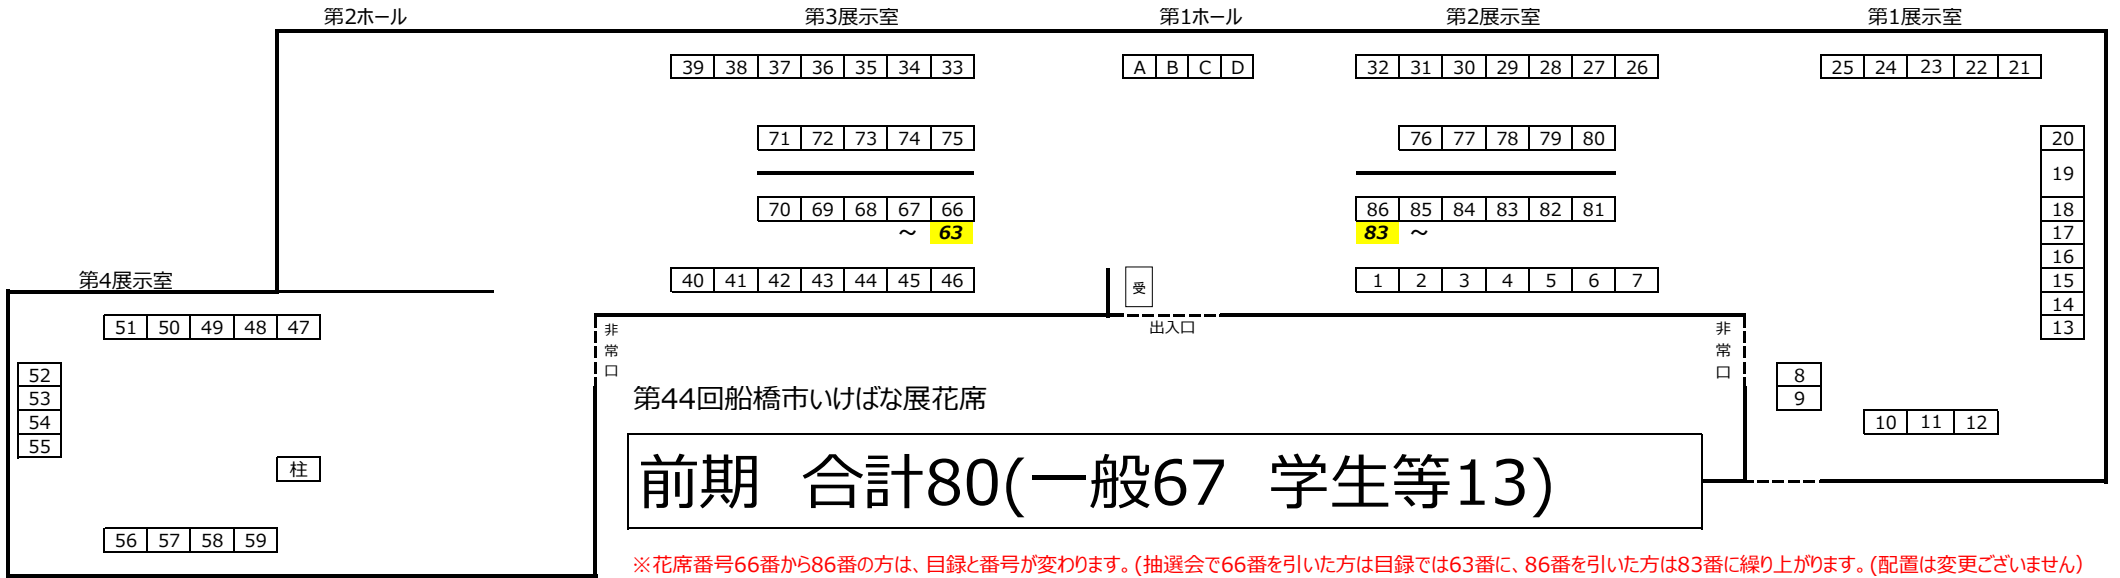 第2ホール 第3展示室 第1ホール 第2展示室 第1展示室
39 38 37 36 35 34 33 A B C D 32 31 30 29 28 27 26 25 24 23 22 21
71 72 73 74 75 76 77 78 79 80 20
19
70 69 68 67 66 86 85 84 83 82 81 18
～ 63 83 ～ 17
16
第4展示室 40 41 42 43 44 45 46 受 1 2 3 4 5 6 7 15
14
51 50 49 48 47 非常口 出入口 非常口 13
52 8
53 第44回船橋市いけばな展花席 9
54 10 11 12
55
柱 前期 合計80(一般67 学生等13)
56 57 58 59
※花席番号66番から86番の方は、目録と番号が変わります。(抽選会で66番を引いた方は目録では63番に、86番を引いた方は83番に繰り上がります。(配置は変更ございません)